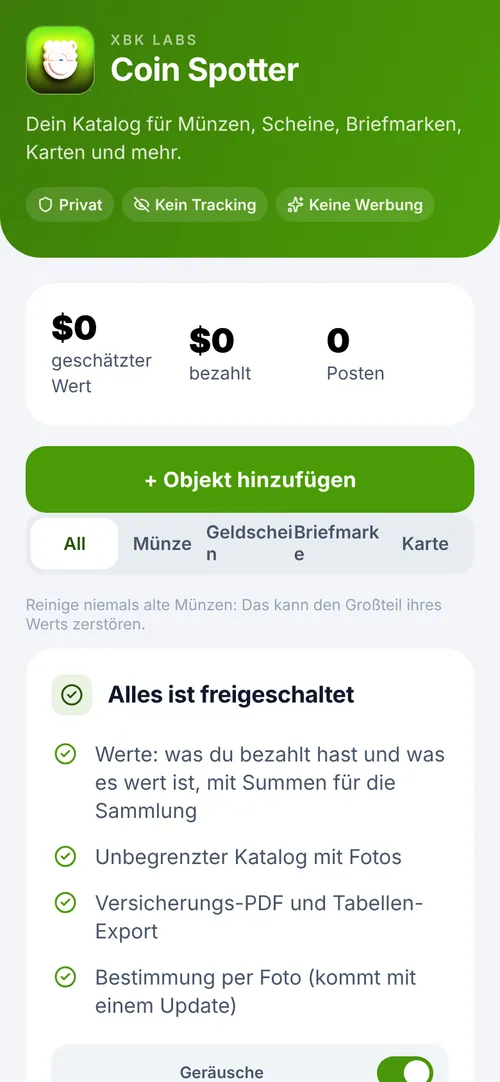 XBK LABS
Coin Spotter
Dein Katalog für Münzen, Scheine, Briefmarken,
Karten und mehr.
Privat
Kein Tracking
Keine Werbung
$0
geschätzter
Wert
$0
bezahlt
0
Posten
+ Objekt hinzufügen
All
Münze
Geldschei
n
Briefmark
e
Karte
Reinige niemals alte Münzen: Das kann den Großteil ihres
Werts zerstören.
Alles ist freigeschaltet
Werte: was du bezahlt hast und was
es wert ist, mit Summen für die
Sammlung
Unbegrenzter Katalog mit Fotos
Versicherungs-PDF und Tabellen-
Export
Bestimmung per Foto (kommt mit
einem Update)
Geräusche